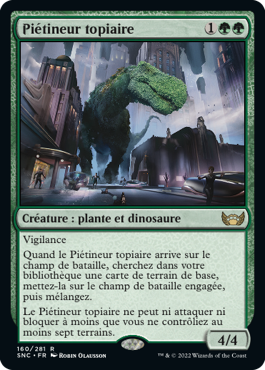 Piétineur topiaire 1
Créature : plante et dinosaure
Vigilance
Quand le Piétineur topiaire arrive sur le
champ de bataille, cherchez dans votre
bibliothèque une carte de terrain de base,
mettez-la sur le champ de bataille engagée,
puis mélangez.
Le Piétineur topiaire ne peut ni attaquer ni
bloquer à moins que vous ne contrôliez au
moins sept terrains.
4/4
160/281 R
SNC • FR Robin Olausson ™ & © 2022 Wizards of the Coast